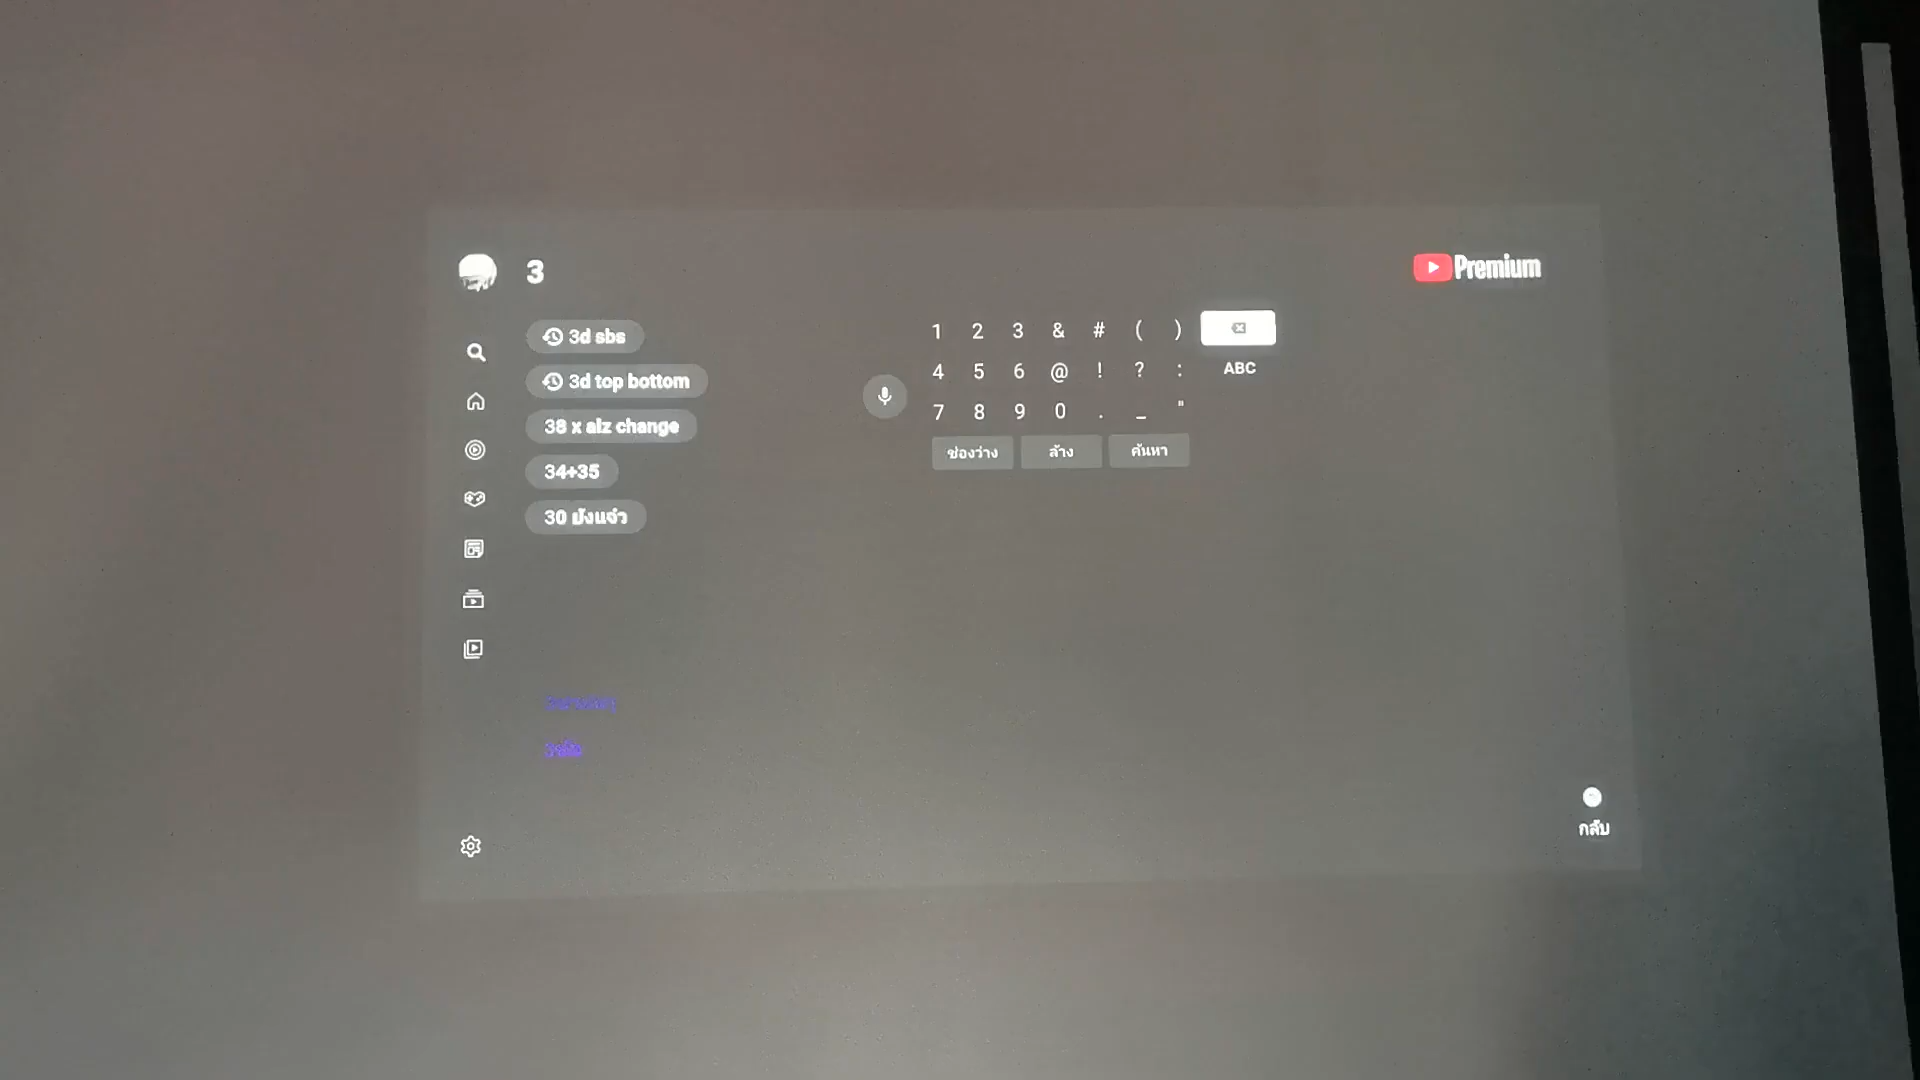 3
Premium
3d sbs
3d top bottom
38 x alz change
34+35
30 ยังแจ๋ว
1 2 3 & # ( )
4 5 6 @ ! ? :
ABC
7 8 9 0 . _ "
ช่องว่าง ล้าง ค้นหา
กลับ